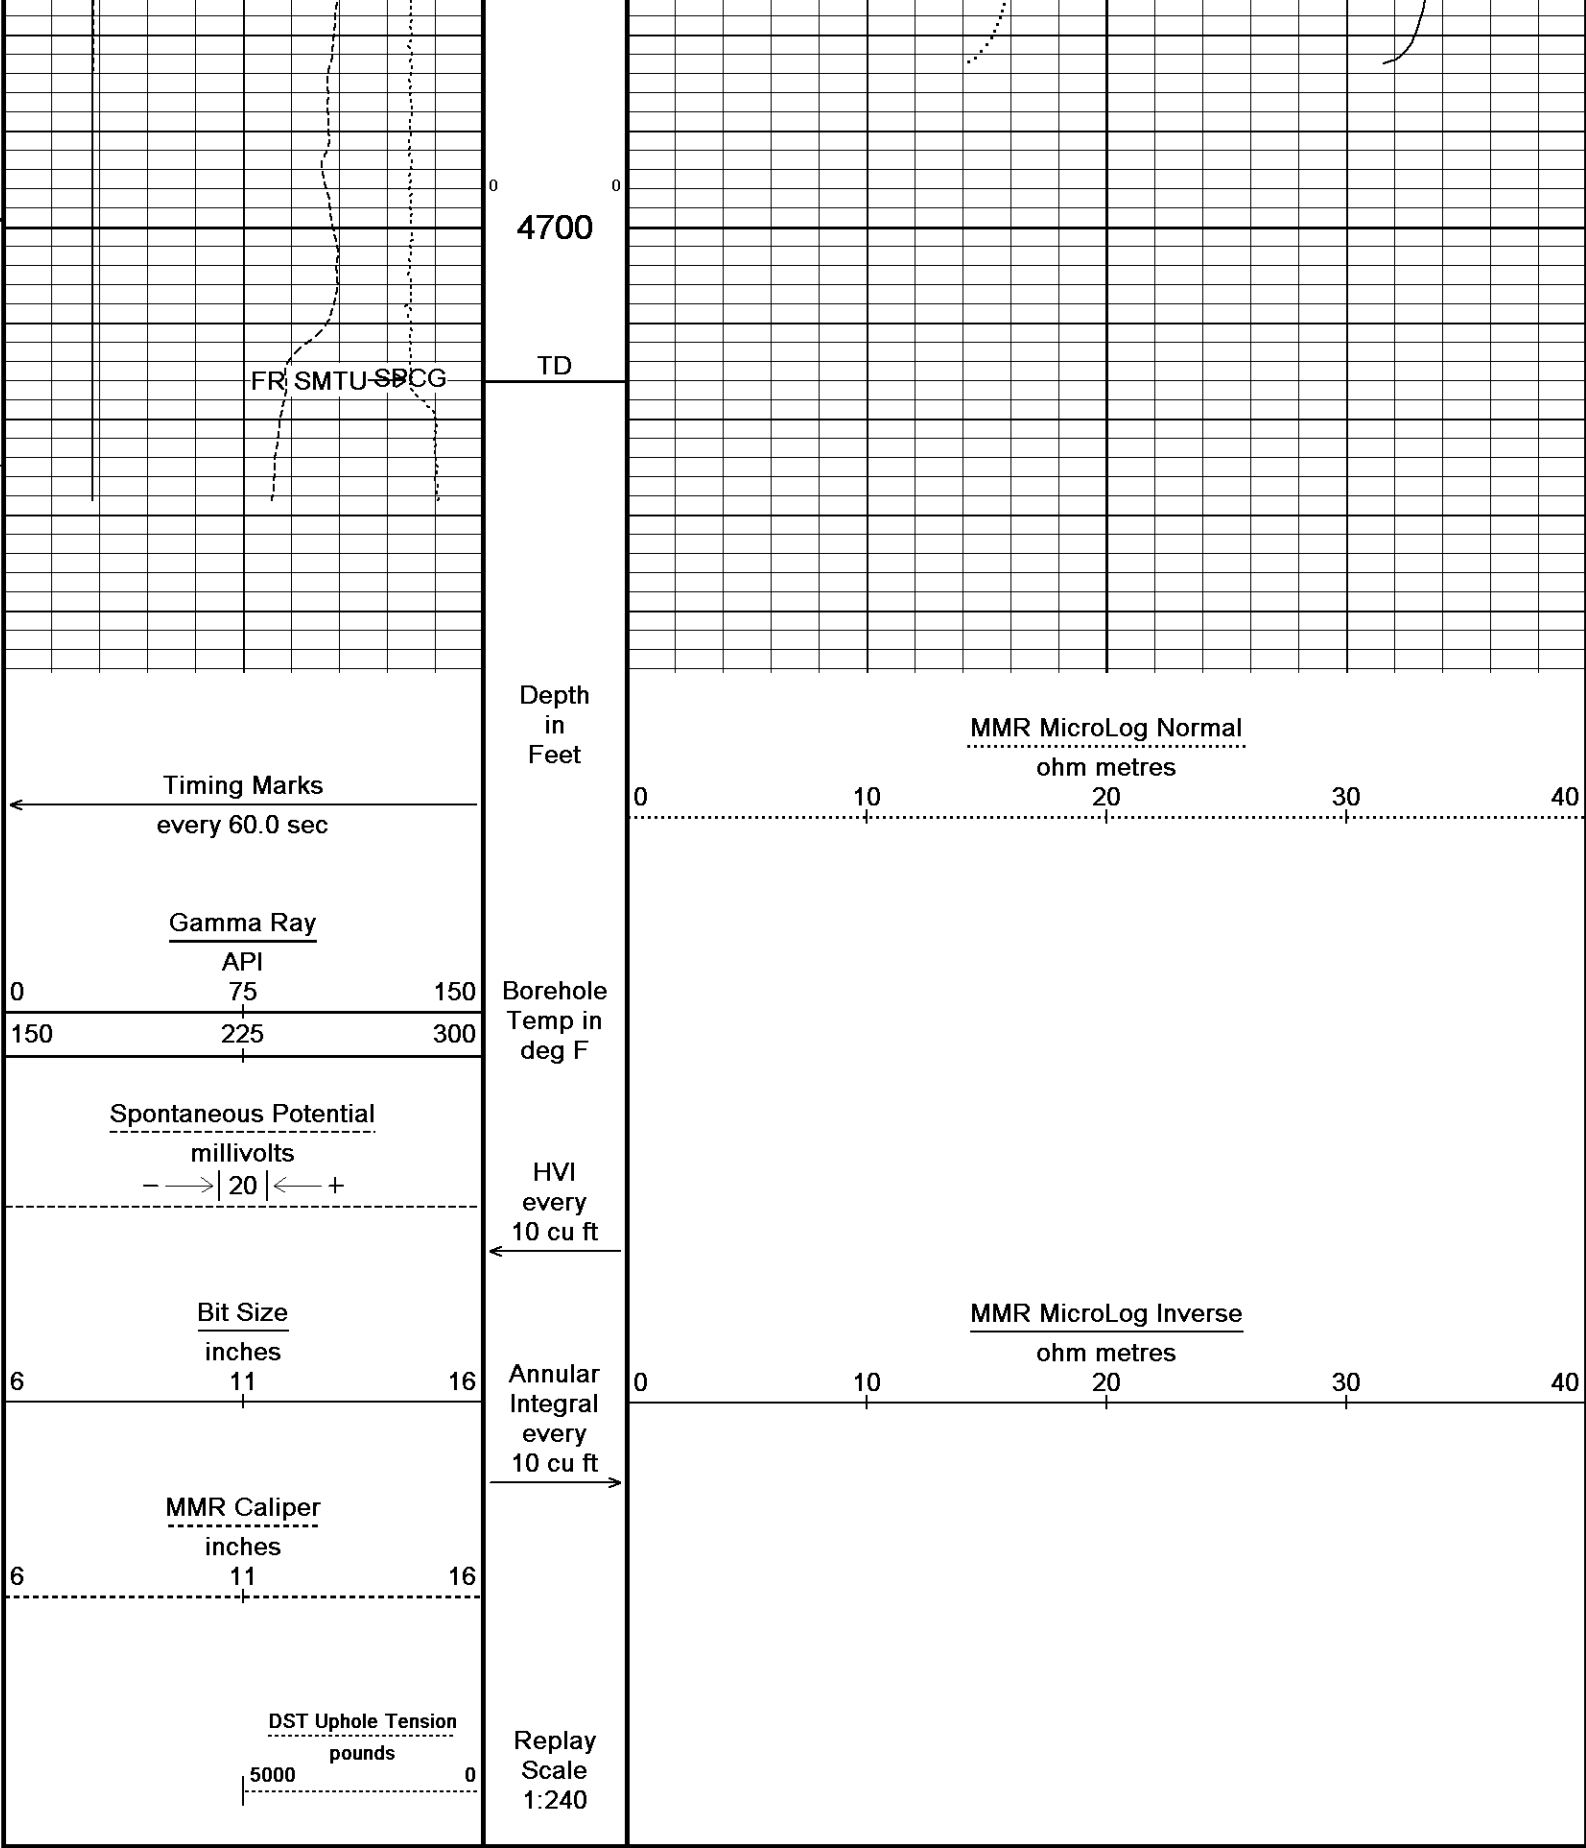 0 0
4700
TD
FR SMTU SPCG
Depth
in
Feet
Timing Marks
every 60.0 sec
Gamma Ray
API
0 75 150
150 225 300
Spontaneous Potential
millivolts
− 20 +
Bit Size
inches
6 11 16
MMR Caliper
inches
6 11 16
DST Uphole Tension
pounds
5000 0
Borehole
Temp in
deg F
HVI
every
10 cu ft
Annular
Integral
every
10 cu ft
Replay
Scale
1:240
MMR MicroLog Normal
ohm metres
0 10 20 30 40
MMR MicroLog Inverse
ohm metres
0 10 20 30 40